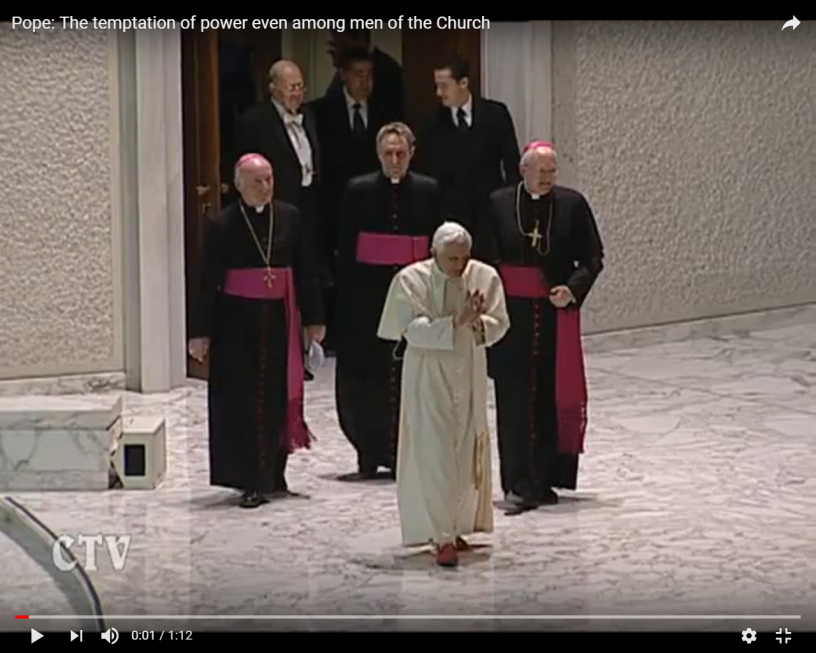 Pope: The temptation of power even among men of the Church
CTV
0:01 / 1:12